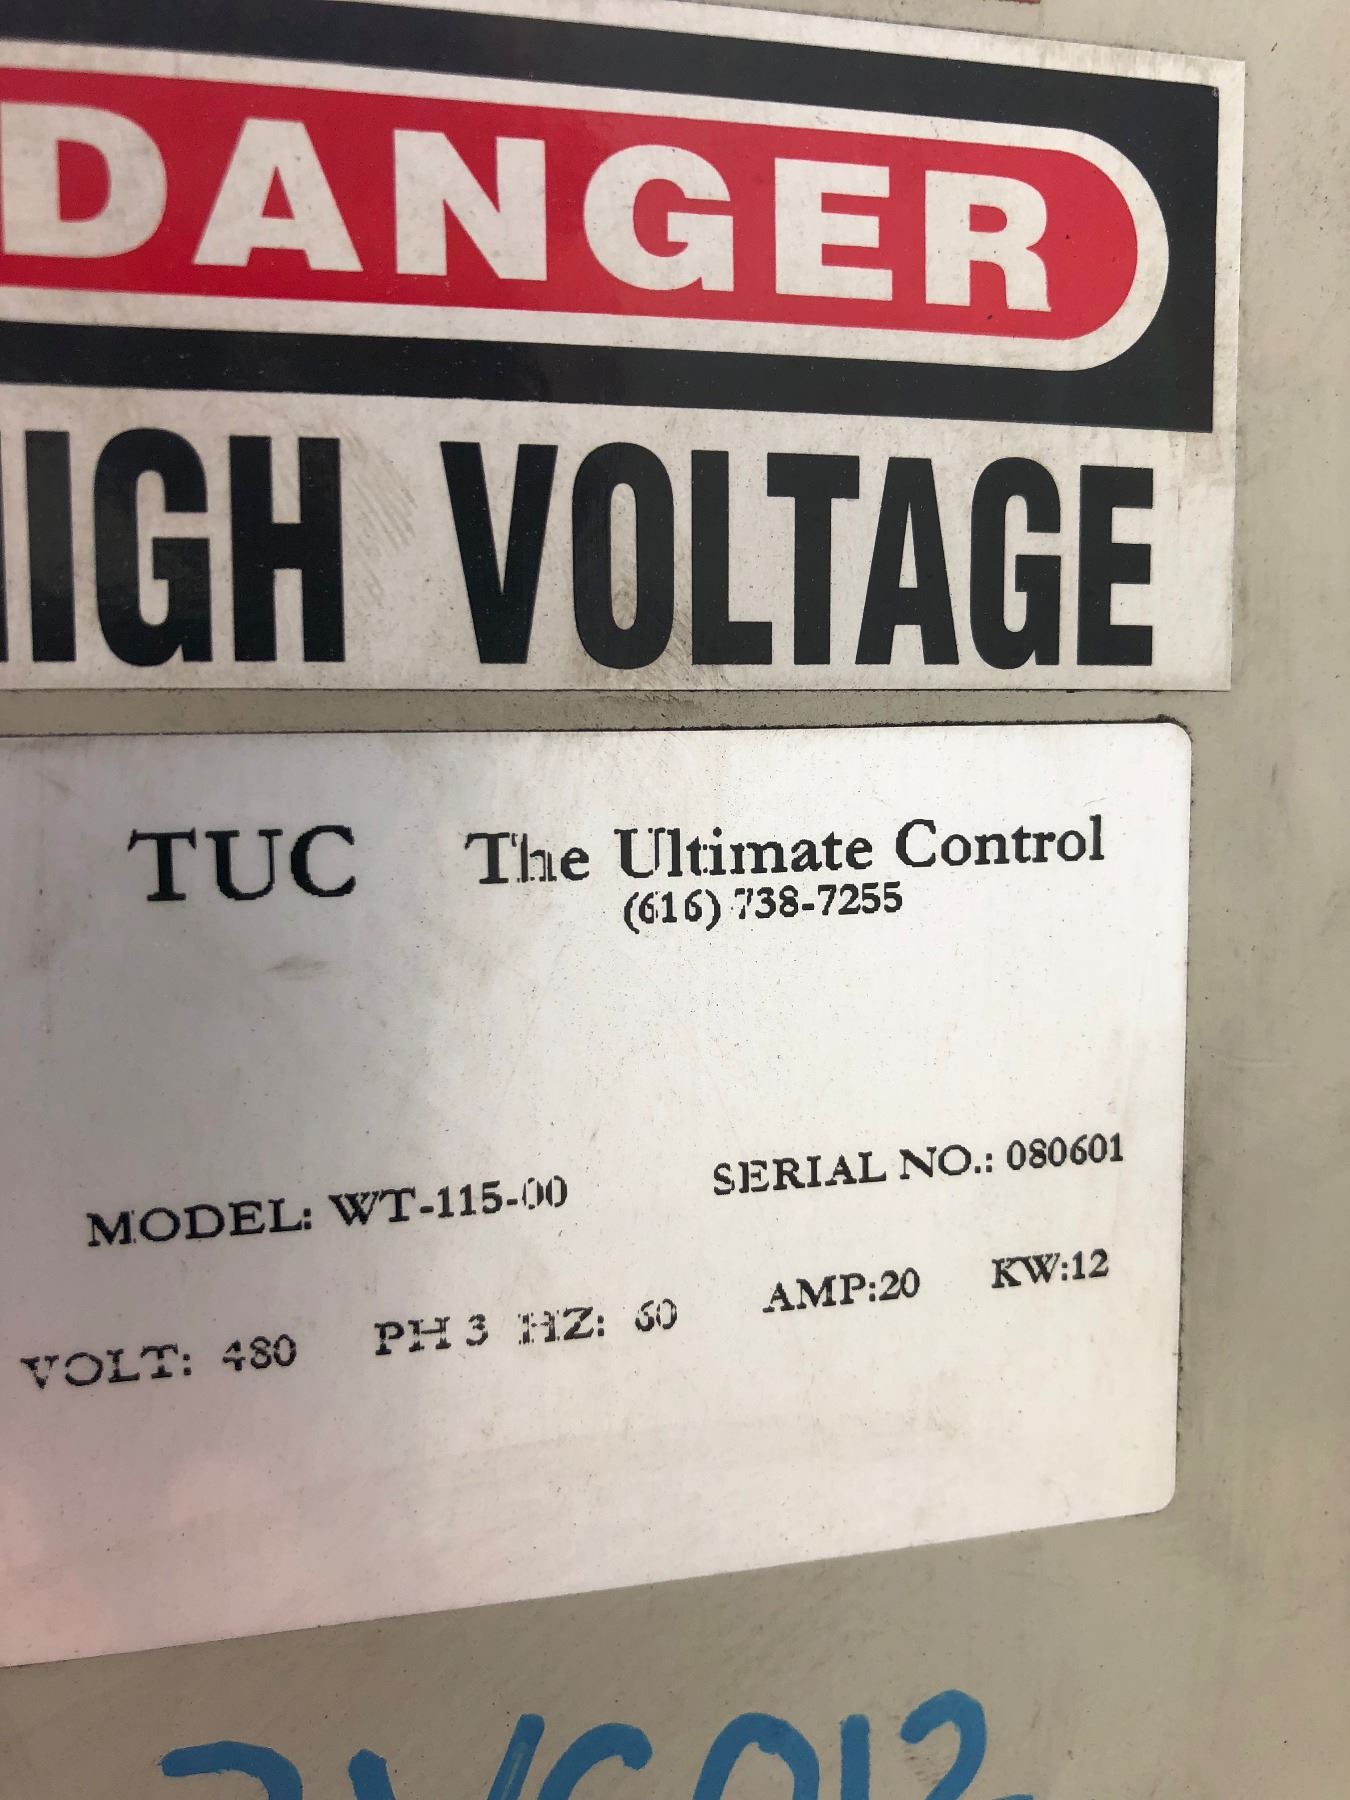 DANGER
HIGH VOLTAGE
TUC The Ultimate Control
(616) 738-7255
MODEL: WT-115-00 SERIAL NO.: 080601
VOLT: 480 PH 3 HZ: 60 AMP:20 KW:12